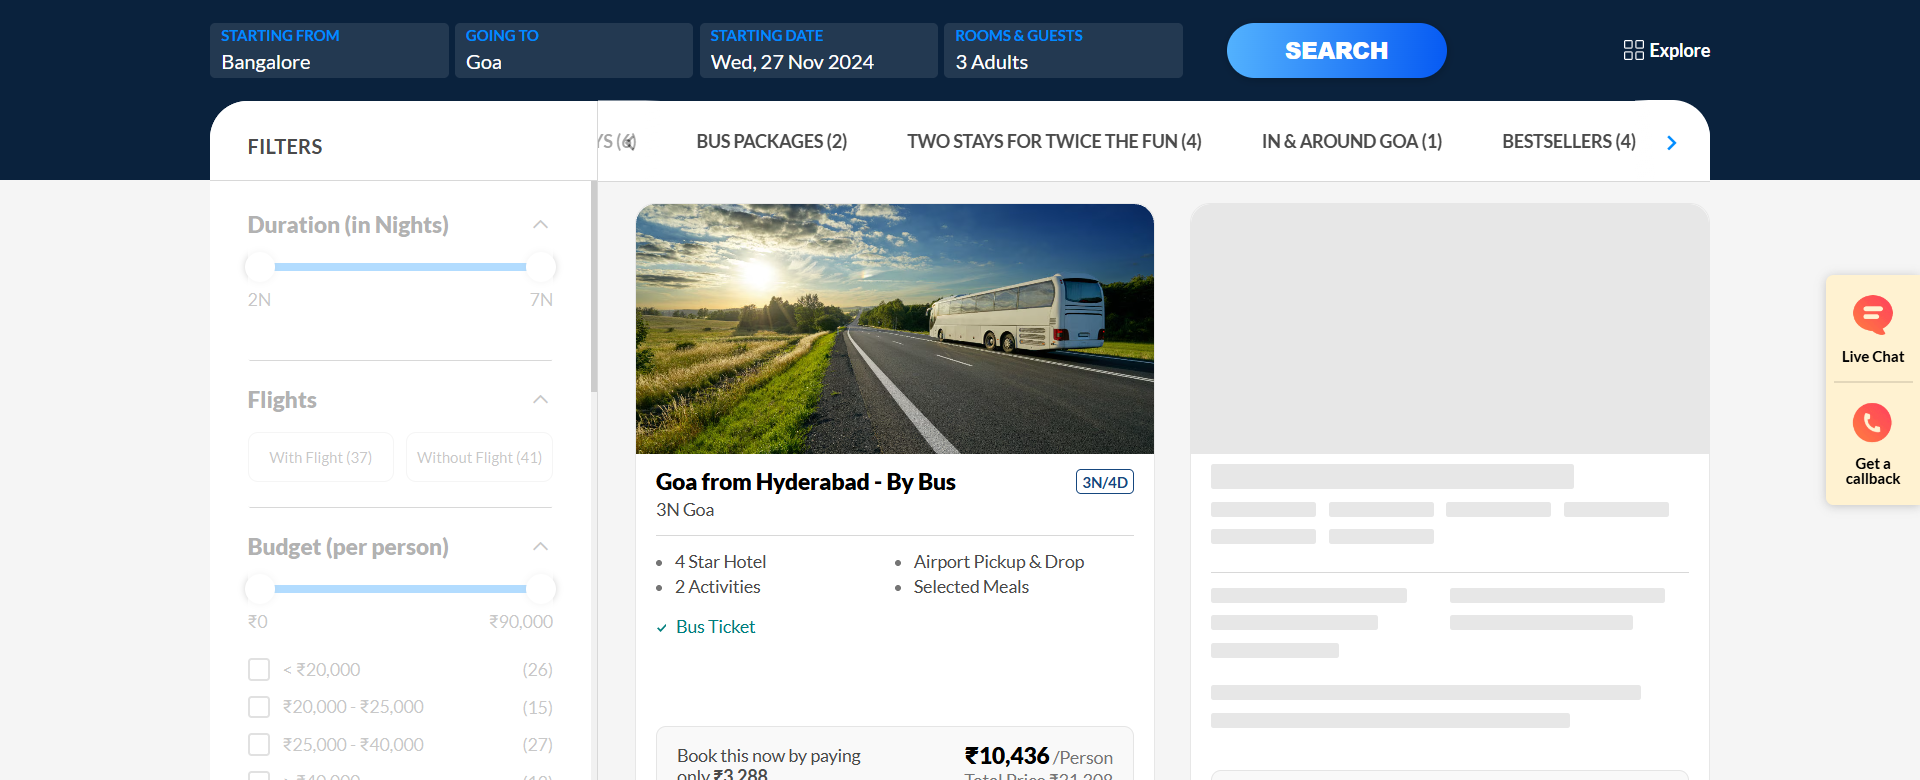 STARTING FROM
Bangalore
GOING TO
Goa
STARTING DATE
Wed, 27 Nov 2024
ROOMS & GUESTS
3 Adults
SEARCH
Explore
FILTERS
YS (6)
BUS PACKAGES (2)
TWO STAYS FOR TWICE THE FUN (4)
IN & AROUND GOA (1)
BESTSELLERS (4)
Duration (in Nights)
2N
7N
Flights
With Flight (37)
Without Flight (41)
Budget (per person)
₹0
₹90,000
< ₹20,000
(26)
₹20,000 - ₹25,000
(15)
₹25,000 - ₹40,000
(27)
Goa from Hyderabad - By Bus
3N/4D
3N Goa
4 Star Hotel
Airport Pickup & Drop
2 Activities
Selected Meals
Bus Ticket
Book this now by paying
only ₹3,288
₹10,436 /Person
Total Price ₹21,208
Live Chat
Get a
callback